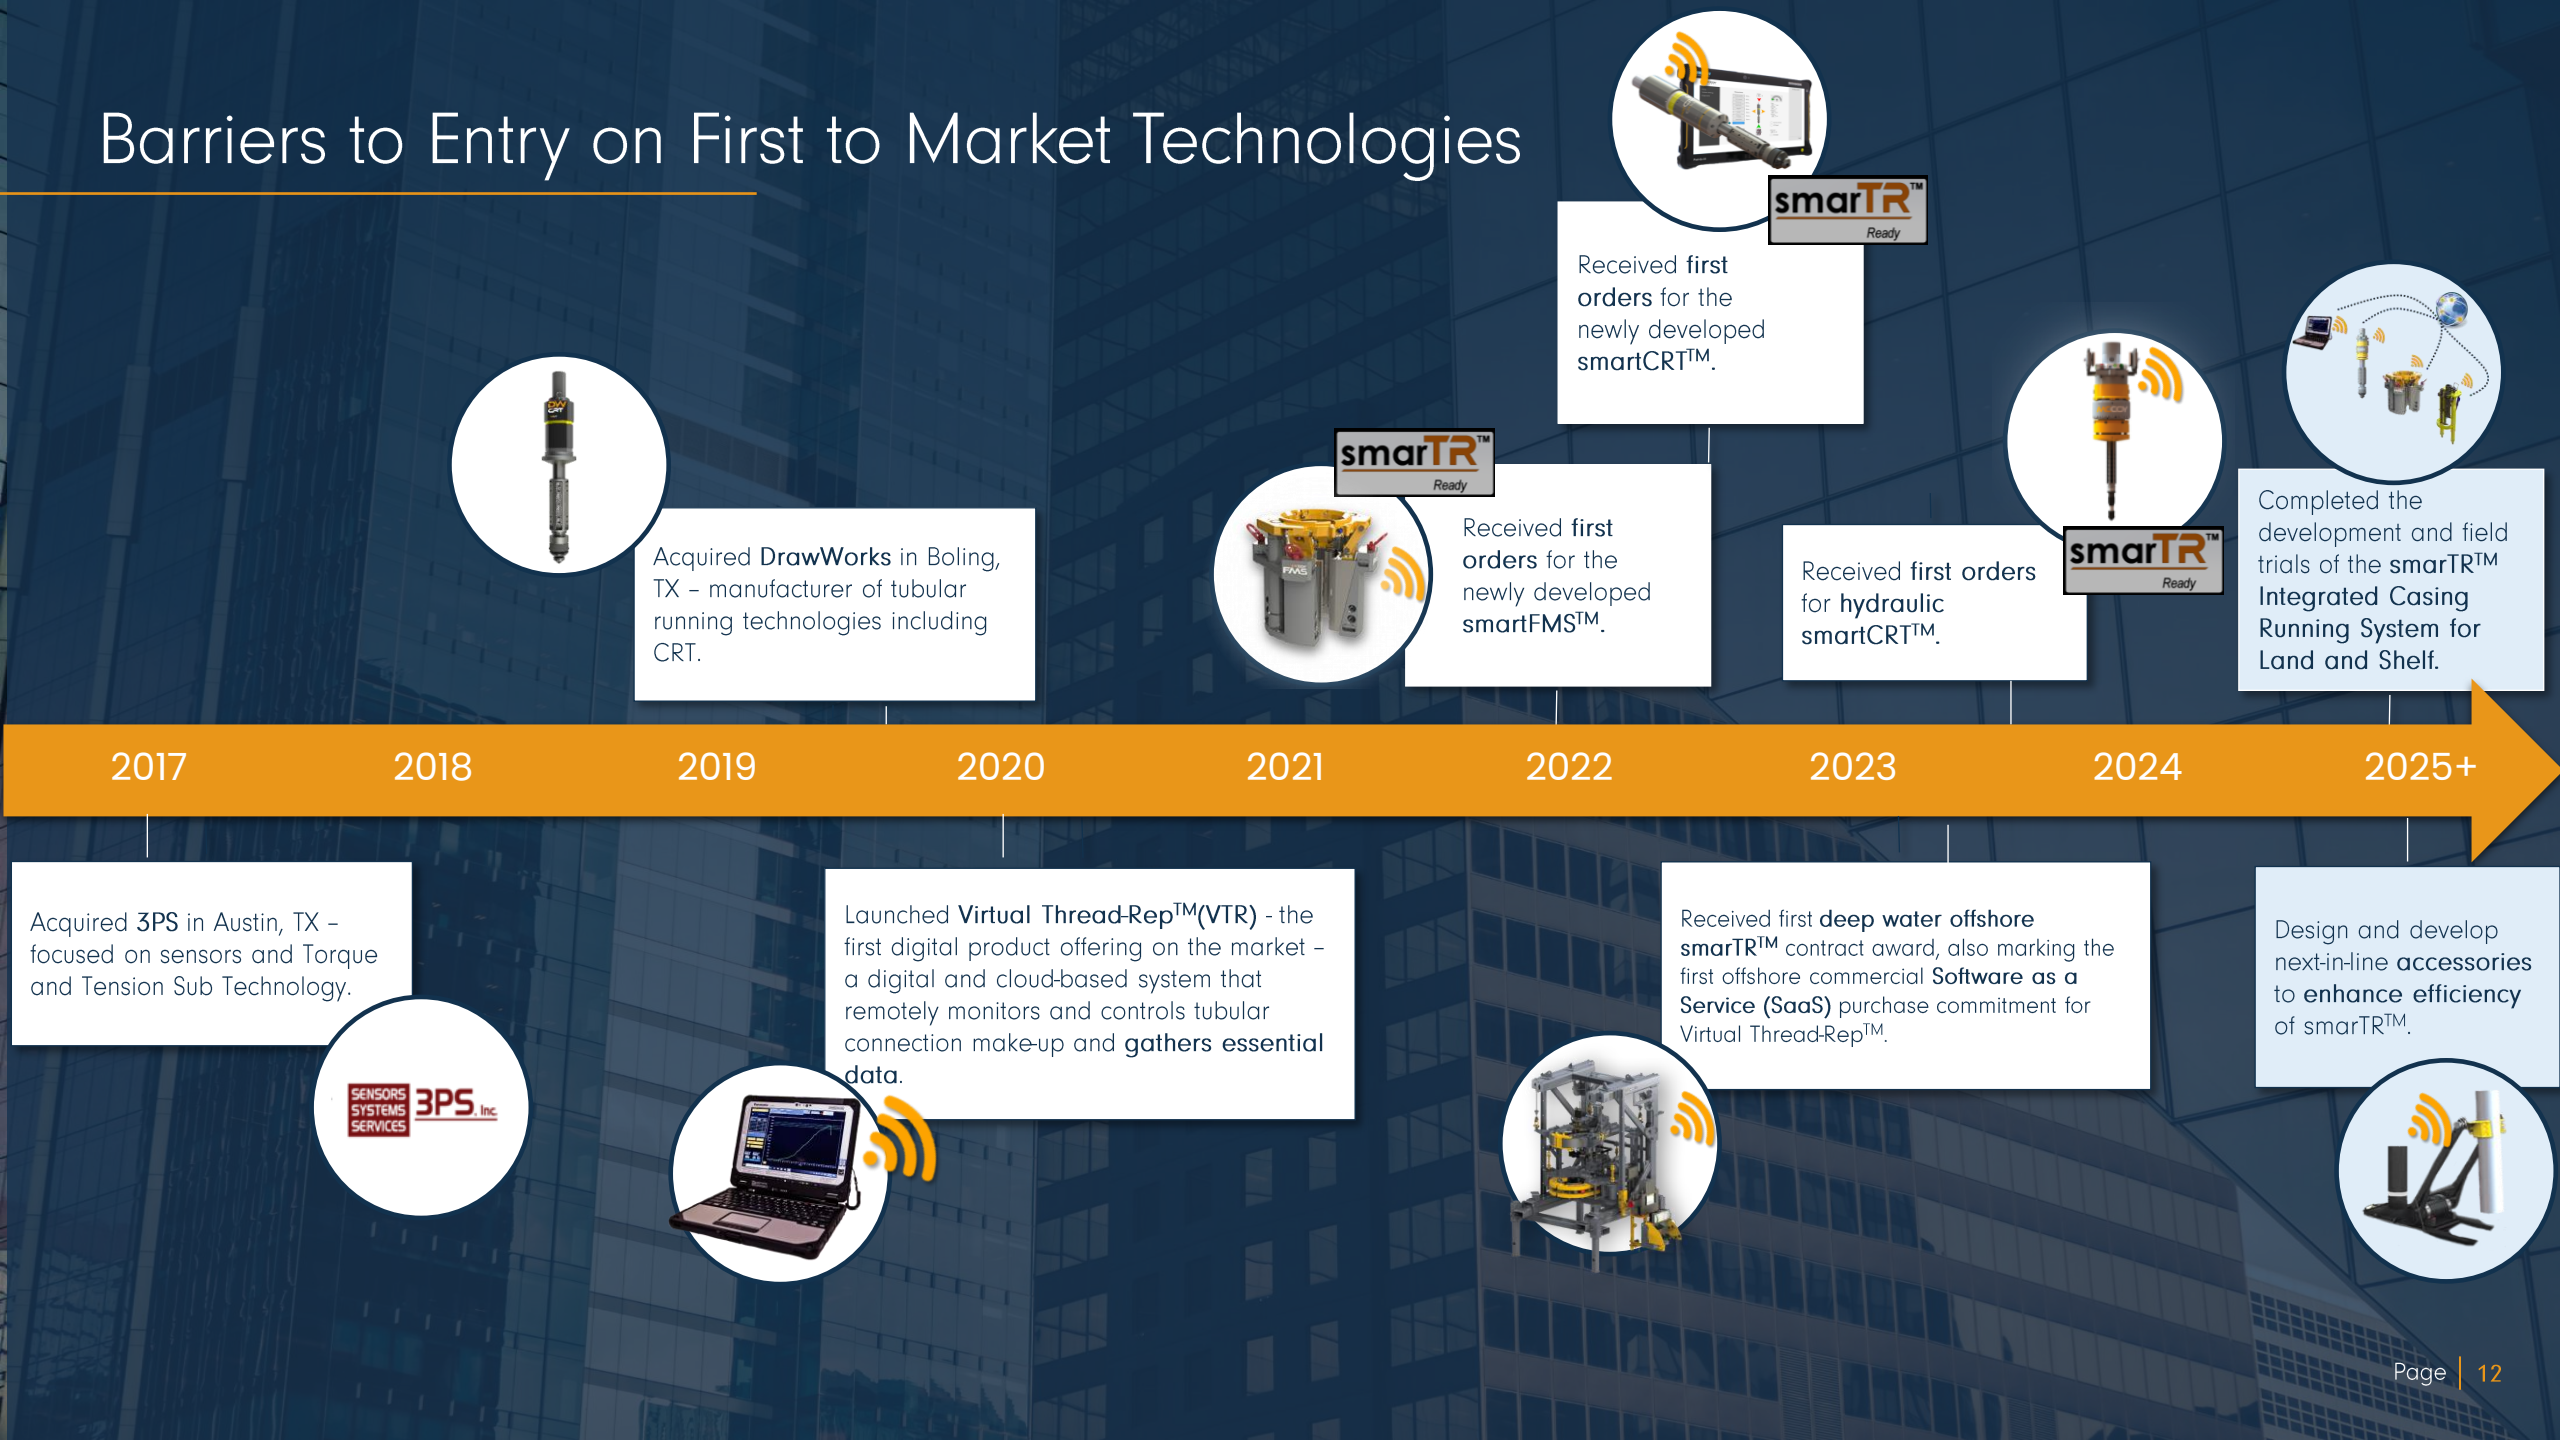 Barriers to Entry on First to Market Technologies
smarTR™
Ready
Received first
orders for the
newly developed
smartCRT™.
DW
CRT
Acquired DrawWorks in Boling,
TX – manufacturer of tubular
running technologies including
CRT.
smarTR™
Ready
FMS
Received first
orders for the
newly developed
smartFMS™.
smarTR™
Ready
Received first orders
for hydraulic
smartCRT™.
Completed the
development and field
trials of the smarTR™
Integrated Casing
Running System for
Land and Shelf.
2017
2018
2019
2020
2021
2022
2023
2024
2025+
Acquired 3PS in Austin, TX –
focused on sensors and Torque
and Tension Sub Technology.
SENSORS
SYSTEMS
SERVICES
3PS, Inc.
Launched Virtual Thread-Rep™(VTR) - the
first digital product offering on the market –
a digital and cloud-based system that
remotely monitors and controls tubular
connection make-up and gathers essential
data.
Received first deep water offshore
smarTR™ contract award, also marking the
first offshore commercial Software as a
Service (SaaS) purchase commitment for
Virtual Thread-Rep™.
Design and develop
next-in-line accessories
to enhance efficiency
of smarTR™.
Page | 12